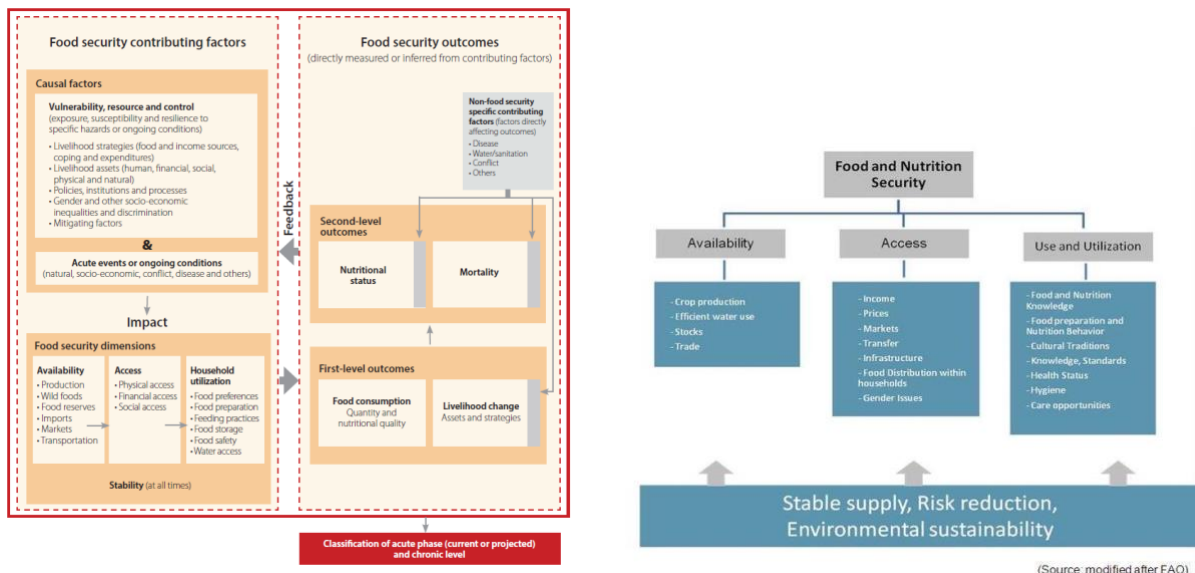 Food security contributing factors
Causal factors
Vulnerability, resource and control
(exposure, susceptibility and resilience to
specific hazards or ongoing conditions)
• Livelihood strategies (food and income sources,
coping and expenditures)
• Livelihood assets (human, financial, social,
physical and natural)
• Policies, institutions and processes
• Gender and other socio-economic
inequalities and discrimination
• Mitigating factors
&
Acute events or ongoing conditions
(natural, socio-economic, conflict, disease and others)
Impact
Food security dimensions
Availability
• Production
• Wild foods
• Food reserves
• Imports
• Markets
• Transportation
Access
• Physical access
• Financial access
• Social access
Household
utilization
• Food preferences
• Food preparation
• Feeding practices
• Food storage
• Food safety
• Water access
Stability (at all times)
Feedback
Food security outcomes
(directly measured or inferred from contributing factors)
Non-food security
specific contributing
factors (factors directly
affecting outcomes)
• Disease
• Water/sanitation
• Conflict
• Others
Second-level
outcomes
Nutritional
status
Mortality
First-level outcomes
Food consumption
Quantity and
nutritional quality
Livelihood change
Assets and strategies
Classification of acute phase (current or projected)
and chronic level
Food and Nutrition
Security
Availability
- Crop production
- Efficient water use
- Stocks
- Trade
Access
- Income
- Prices
- Markets
- Transfer
- Infrastructure
- Food Distribution within
households
- Gender Issues
Use and Utilization
- Food and Nutrition
Knowledge
- Food preparation and
Nutrition Behavior
- Cultural Traditions
- Knowledge, Standards
- Health Status
- Hygiene
- Care opportunities
Stable supply, Risk reduction,
Environmental sustainability
(Source: modified after FAO)